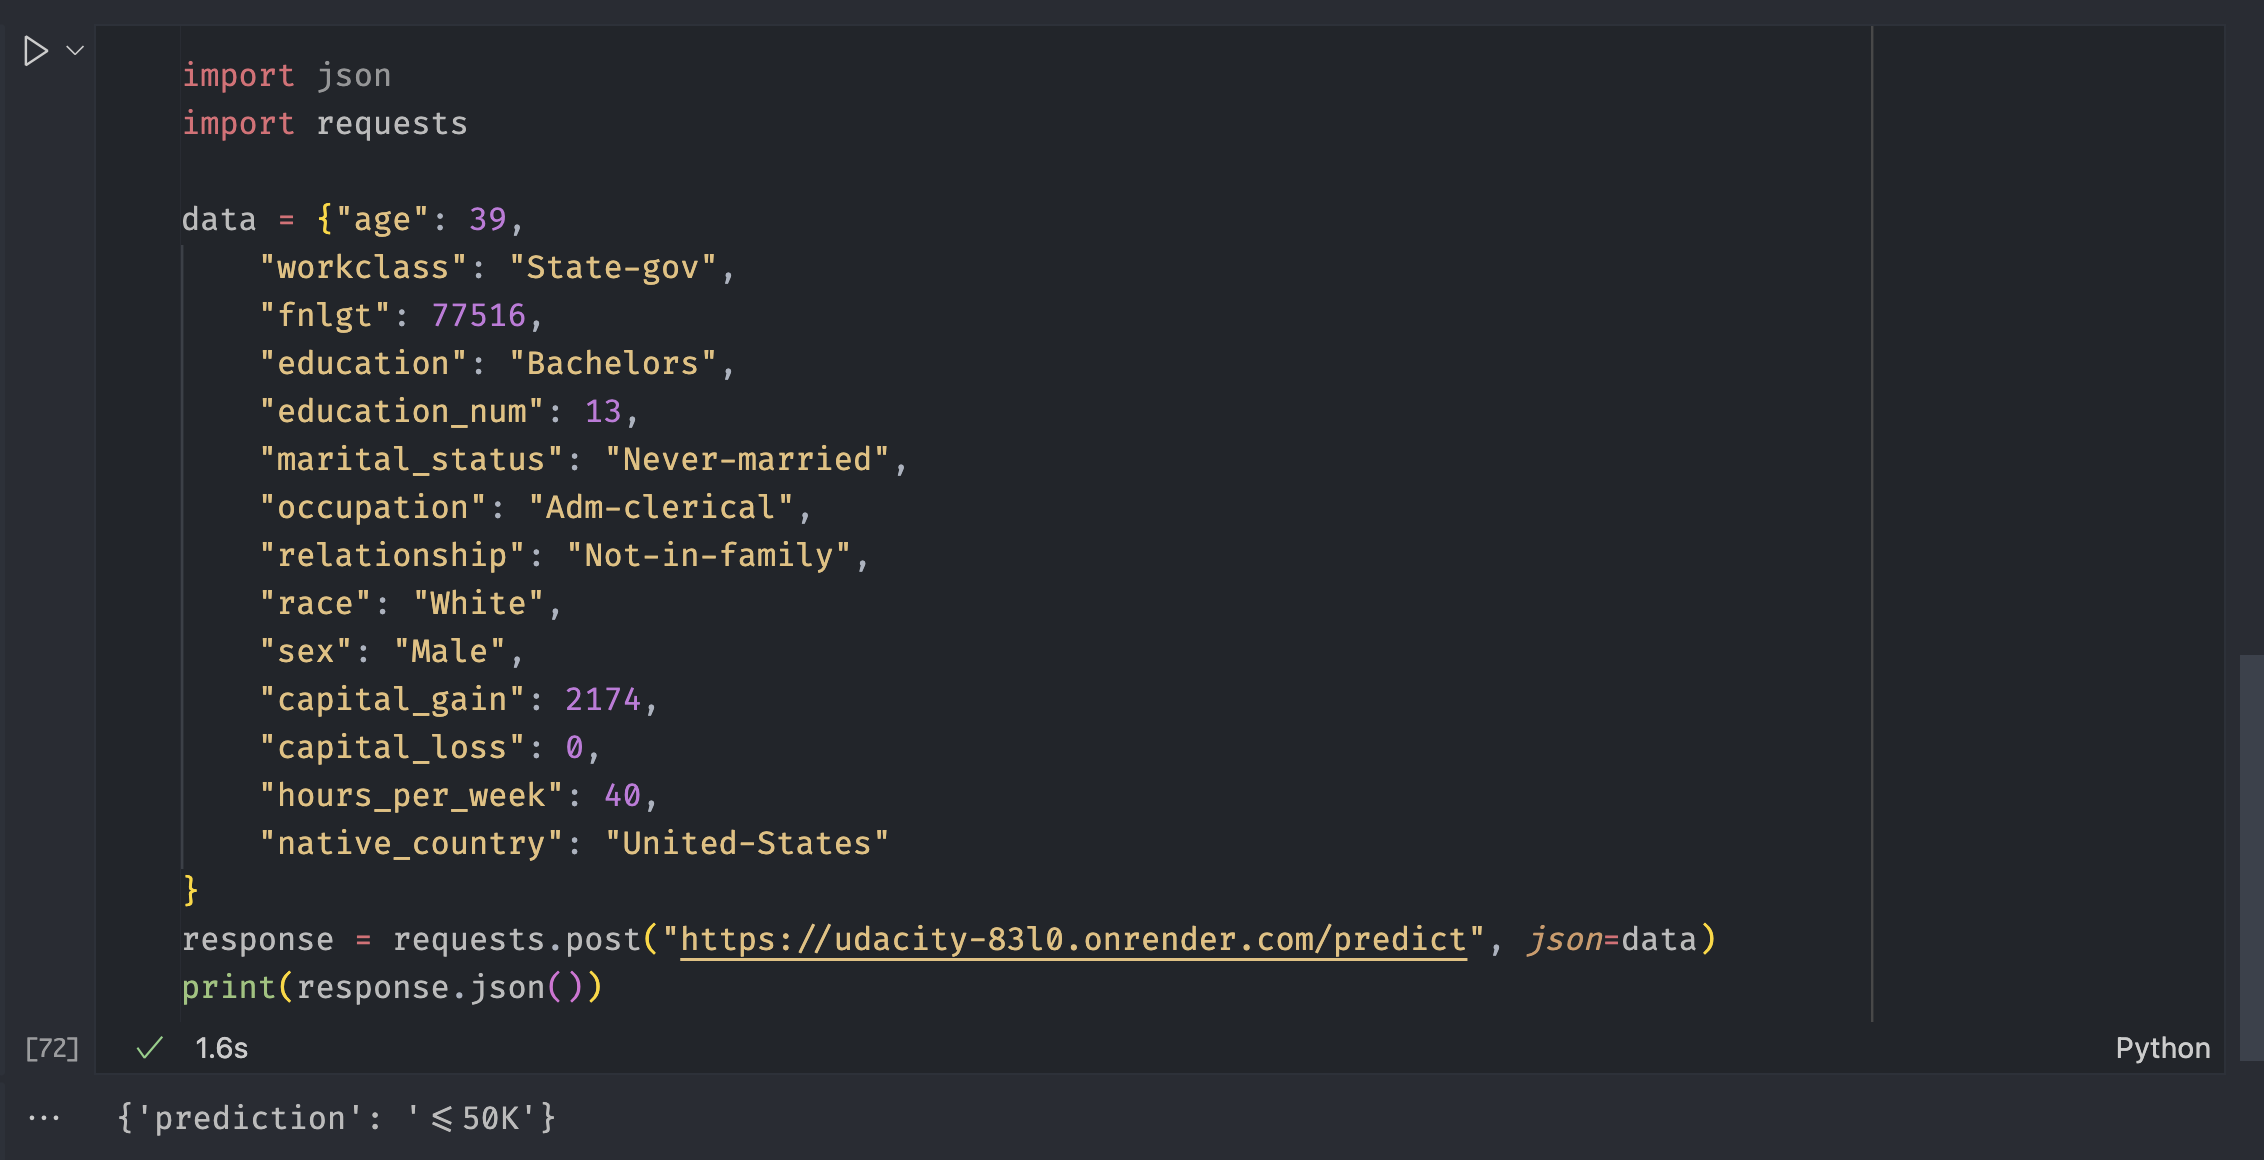 import json
import requests

data = {"age": 39,
    "workclass": "State-gov",
    "fnlgt": 77516,
    "education": "Bachelors",
    "education_num": 13,
    "marital_status": "Never-married",
    "occupation": "Adm-clerical",
    "relationship": "Not-in-family",
    "race": "White",
    "sex": "Male",
    "capital_gain": 2174,
    "capital_loss": 0,
    "hours_per_week": 40,
    "native_country": "United-States"
}
response = requests.post("https://udacity-83l0.onrender.com/predict", json=data)
print(response.json())
[72] ✓ 1.6s Python
... {'prediction': '<=50K'}